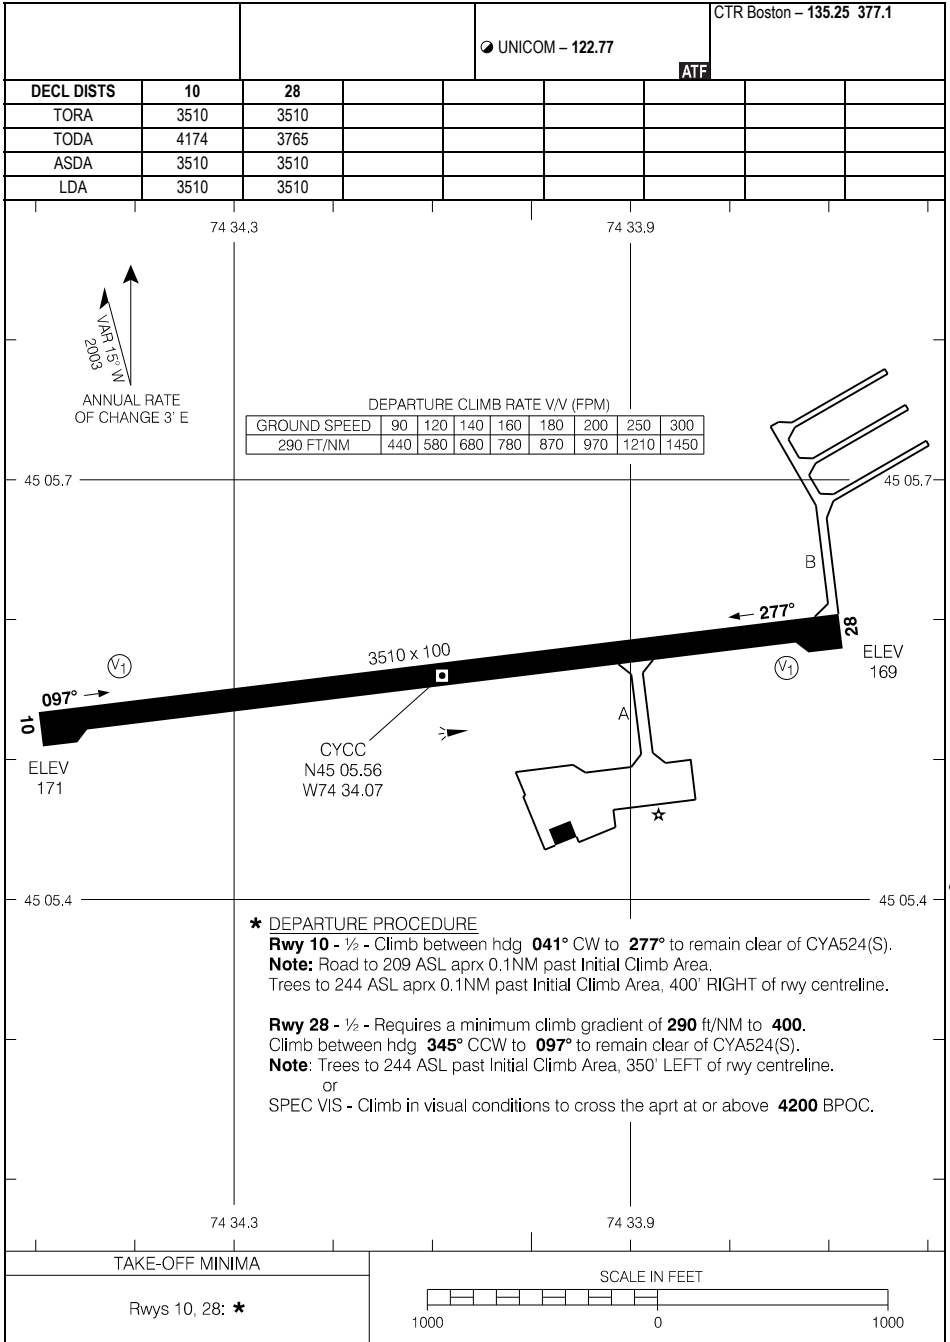 CTR Boston – 135.25 377.1
UNICOM – 122.77
ATF
DECL DISTS 10 28
TORA 3510 3510
TODA 4174 3765
ASDA 3510 3510
LDA 3510 3510
74 34.3 74 33.9
VAR 15° W
2003
ANNUAL RATE
OF CHANGE 3' E
DEPARTURE CLIMB RATE V/V (FPM)
GROUND SPEED 90 120 140 160 180 200 250 300
290 FT/NM 440 580 680 780 870 970 1210 1450
45 05.7 45 05.7
B
277°
28
ELEV
169
3510 x 100
V1
V1
097°
10
ELEV
171
A
CYCC
N45 05.56
W74 34.07
45 05.4 45 05.4
* DEPARTURE PROCEDURE
Rwy 10 - ½ - Climb between hdg 041° CW to 277° to remain clear of CYA524(S).
Note: Road to 209 ASL aprx 0.1NM past Initial Climb Area.
Trees to 244 ASL aprx 0.1NM past Initial Climb Area, 400' RIGHT of rwy centreline.
Rwy 28 - ½ - Requires a minimum climb gradient of 290 ft/NM to 400.
Climb between hdg 345° CCW to 097° to remain clear of CYA524(S).
Note: Trees to 244 ASL past Initial Climb Area, 350' LEFT of rwy centreline.
or
SPEC VIS - Climb in visual conditions to cross the aprt at or above 4200 BPOC.
74 34.3 74 33.9
TAKE-OFF MINIMA
Rwys 10, 28: *
SCALE IN FEET
1000 0 1000